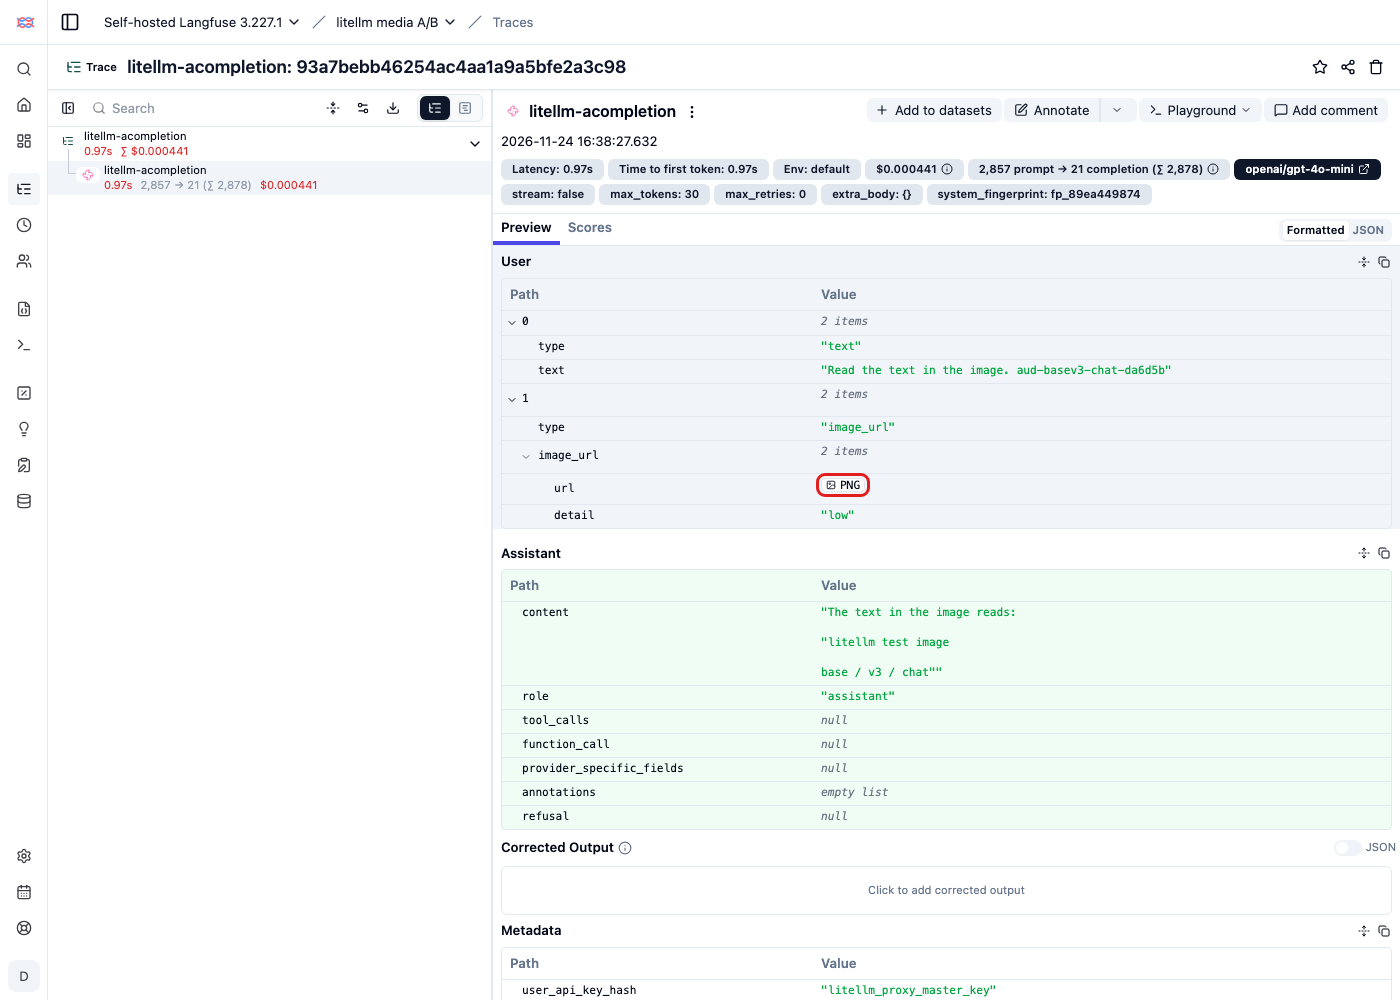 Self-hosted Langfuse 3.227.1
litellm media A/B
Traces
Trace
litellm-acompletion: 93a7bebb46254ac4aa1a9a5bfe2a3c98
Search
litellm-acompletion
0.97s ∑ $0.000441
litellm-acompletion
0.97s 2,857 → 21 (∑ 2,878) $0.000441
litellm-acompletion
Add to datasets
Annotate
Playground
Add comment
2026-11-24 16:38:27.632
Latency: 0.97s
Time to first token: 0.97s
Env: default
$0.000441
2,857 prompt → 21 completion (∑ 2,878)
openai/gpt-4o-mini
stream: false
max_tokens: 30
max_retries: 0
extra_body: {}
system_fingerprint: fp_89ea449874
Preview
Scores
Formatted
JSON
User
Path Value
0 2 items
type "text"
text "Read the text in the image. aud-basev3-chat-da6d5b"
1 2 items
type "image_url"
image_url 2 items
url PNG
detail "low"
Assistant
Path Value
content "The text in the image reads:
"litellm test image
base / v3 / chat""
role "assistant"
tool_calls null
function_call null
provider_specific_fields null
annotations empty list
refusal null
Corrected Output
JSON
Click to add corrected output
Metadata
Path Value
user_api_key_hash "litellm_proxy_master_key"
D